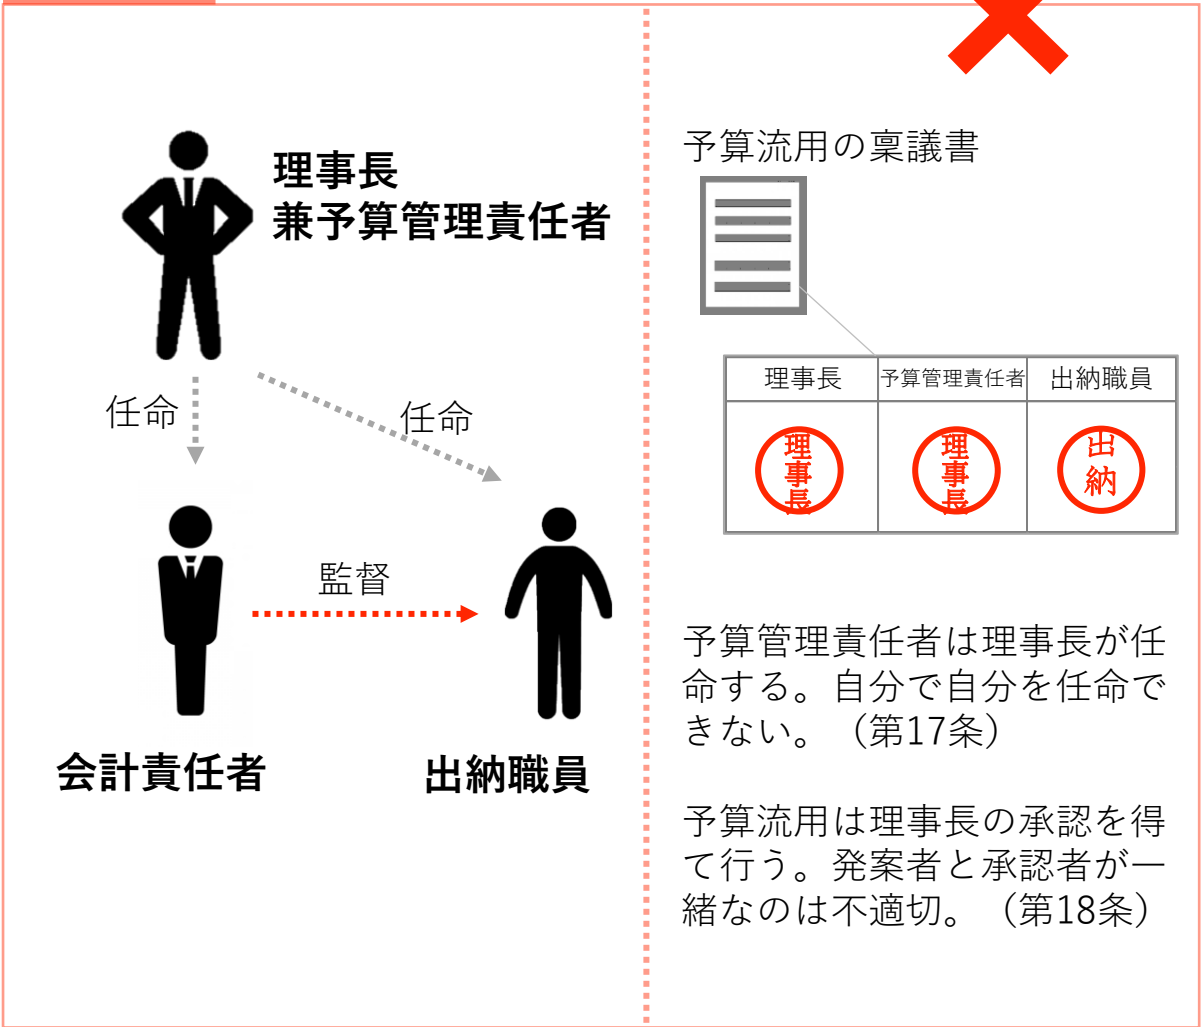 理事長
兼予算管理責任者
任命
任命
監督
会計責任者
出納職員
予算流用の稟議書
理事長
予算管理責任者
出納職員
理事長
理事長
出納
予算管理責任者は理事長が任
命する。自分で自分を任命で
きない。（第17条）
予算流用は理事長の承認を得
て行う。発案者と承認者が一
緒なのは不適切。（第18条）